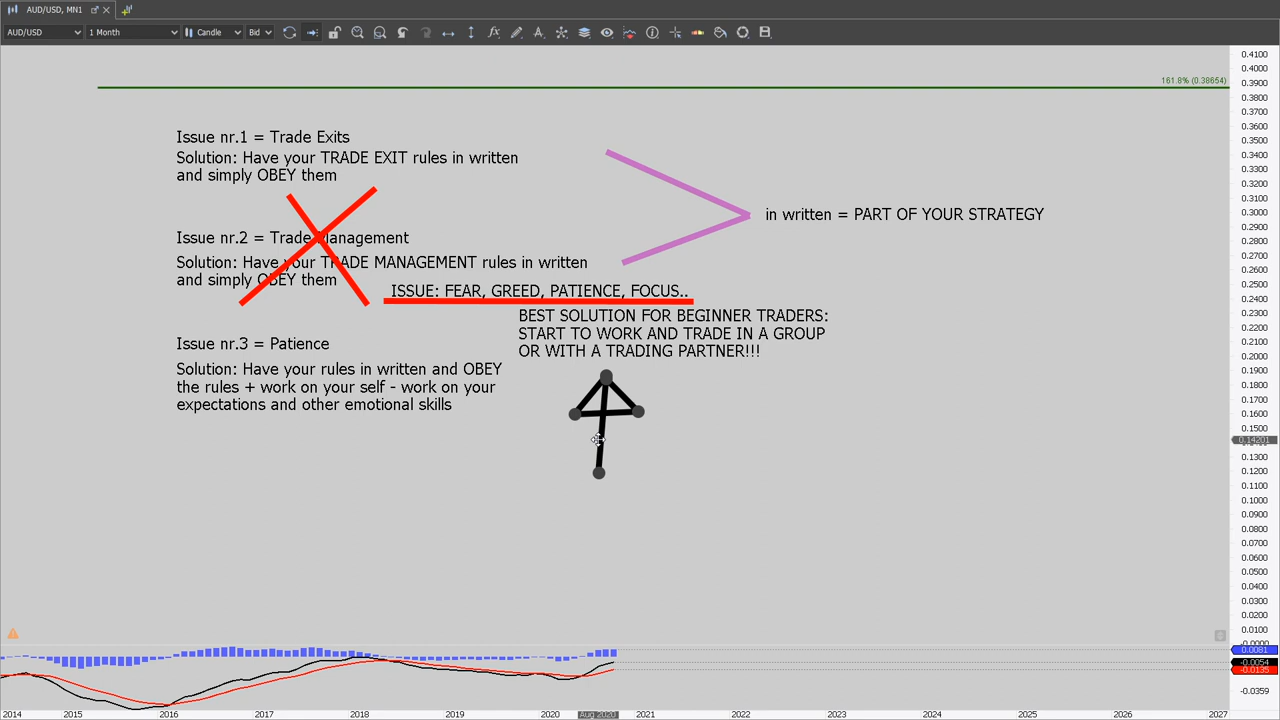 AUD/USD, MN1
AUD/USD
1 Month
Candle
Bid
161.8% (0.38654)
Issue nr.1 = Trade Exits
Solution: Have your TRADE EXIT rules in written
and simply OBEY them
in written = PART OF YOUR STRATEGY
Issue nr.2 = Trade Management
Solution: Have your TRADE MANAGEMENT rules in written
and simply OBEY them
ISSUE: FEAR, GREED, PATIENCE, FOCUS..
BEST SOLUTION FOR BEGINNER TRADERS:
START TO WORK AND TRADE IN A GROUP
OR WITH A TRADING PARTNER!!!
Issue nr.3 = Patience
Solution: Have your rules in written and OBEY
the rules + work on your self - work on your
expectations and other emotional skills
0.4100
0.4000
0.3900
0.3800
0.3700
0.3600
0.3500
0.3400
0.3300
0.3200
0.3100
0.3000
0.2900
0.2800
0.2700
0.2600
0.2500
0.2400
0.2300
0.2200
0.2100
0.2000
0.1900
0.1800
0.1700
0.1600
0.1500
0.14201
0.1300
0.1200
0.1100
0.1000
0.0900
0.0800
0.0700
0.0600
0.0500
0.0400
0.0300
0.0200
0.0100
0.0081
-0.0054
-0.0135
-0.0359
2014 2015 2016 2017 2018 2019 2020 Aug 2020 2021 2022 2023 2024 2025 2026 2027